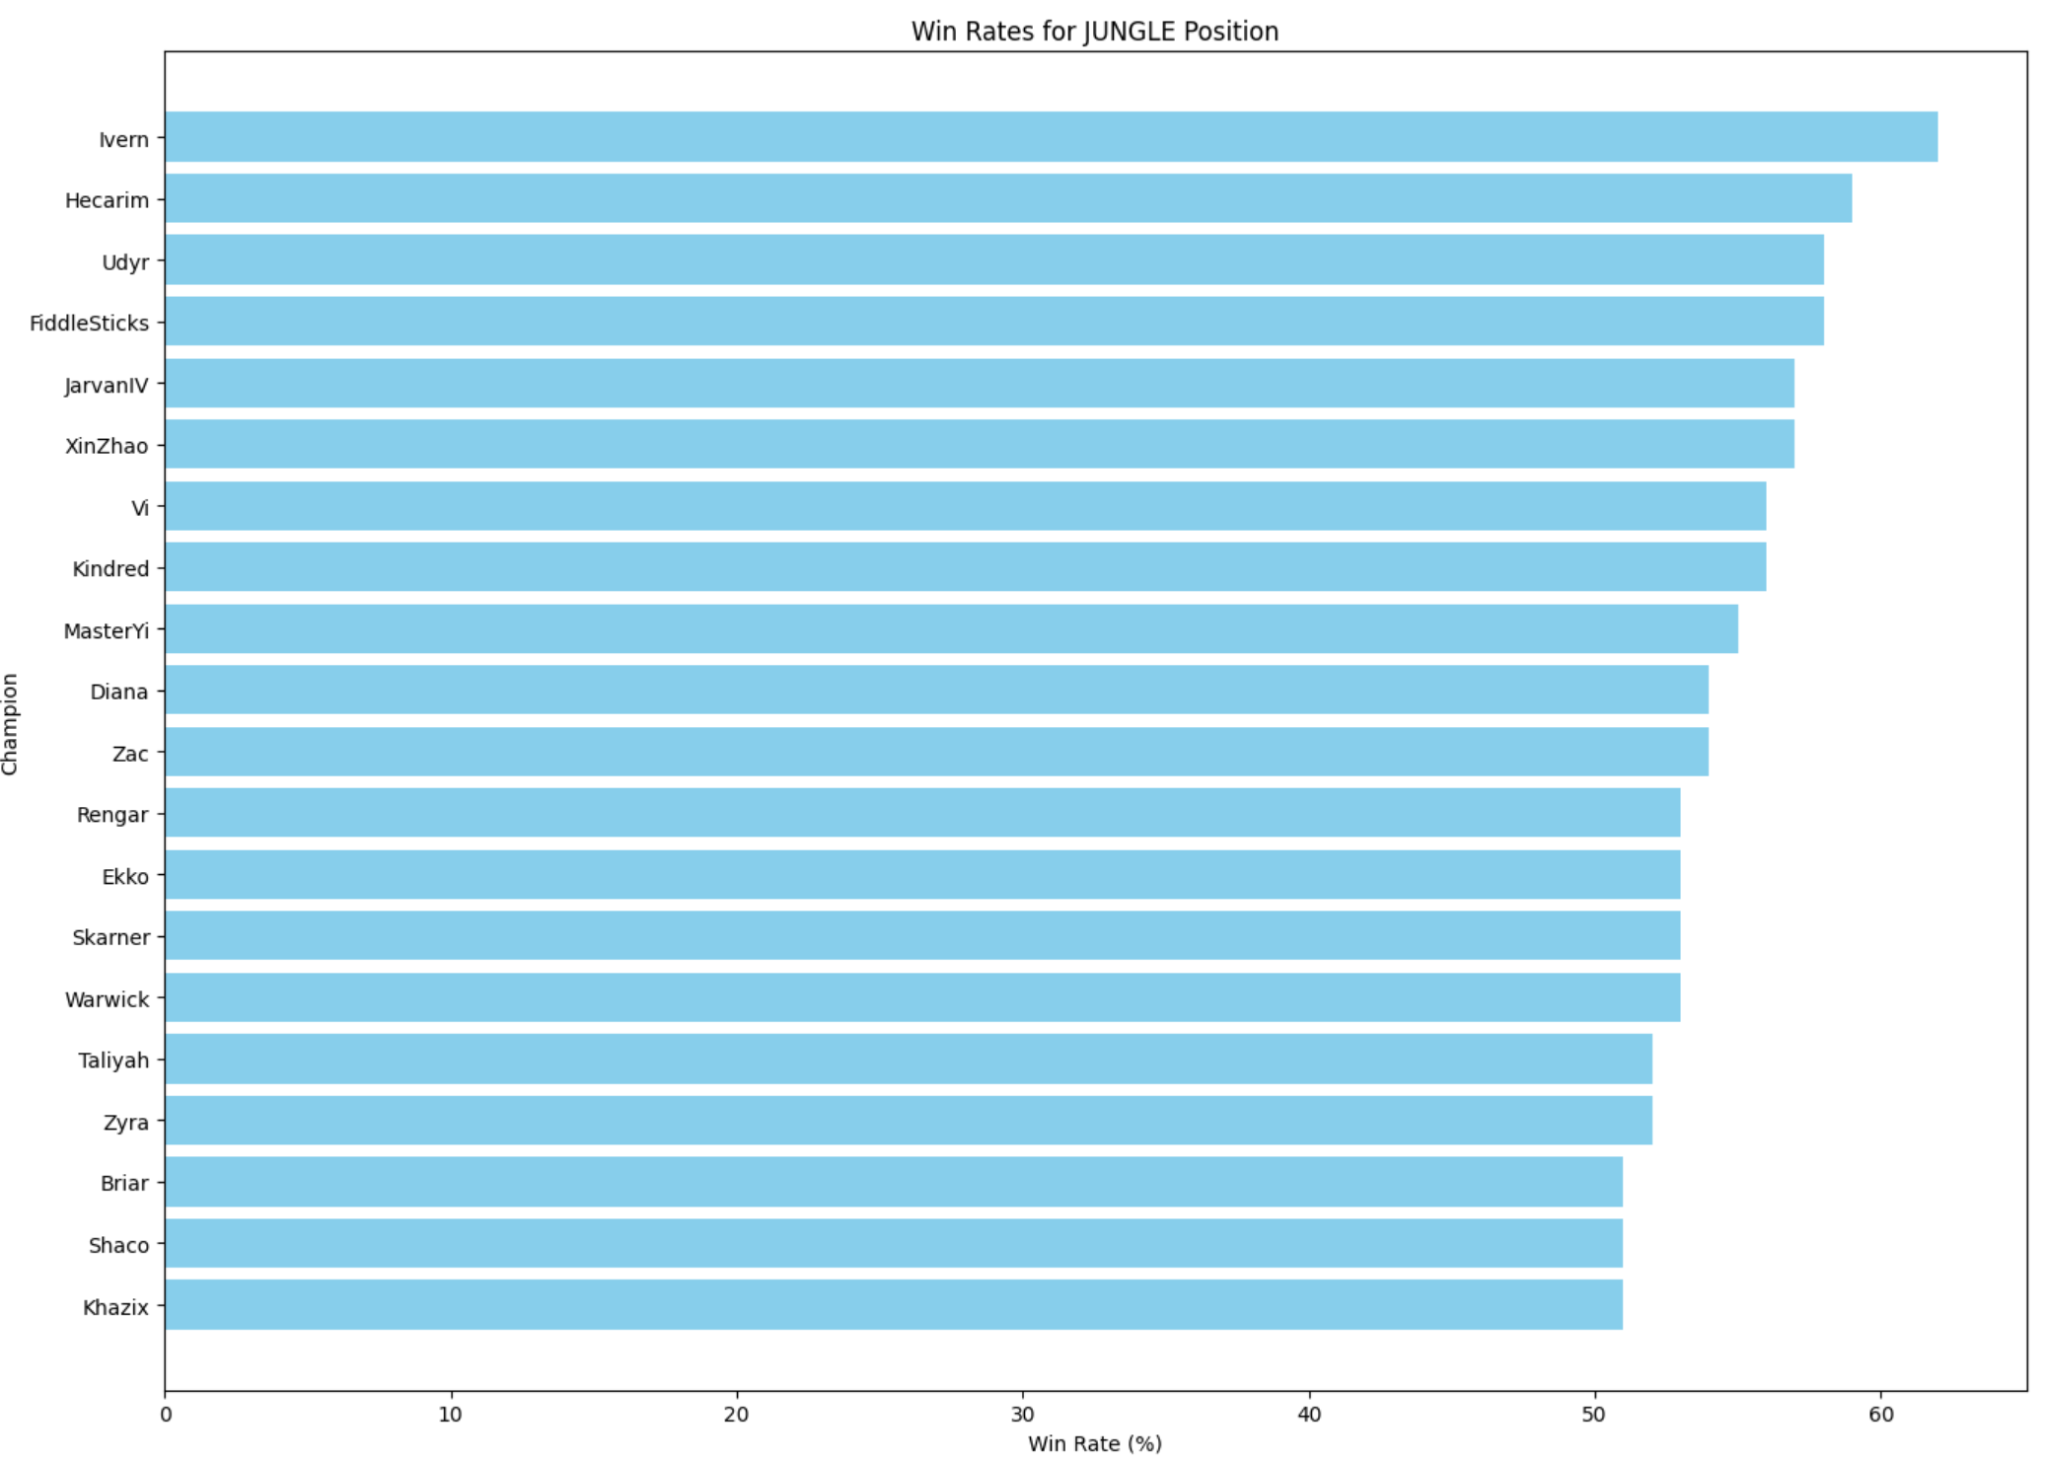 Win Rates for JUNGLE Position
Champion
Ivern
Hecarim
Udyr
FiddleSticks
JarvanIV
XinZhao
Vi
Kindred
MasterYi
Diana
Zac
Rengar
Ekko
Skarner
Warwick
Taliyah
Zyra
Briar
Shaco
Khazix
0 10 20 30 40 50 60
Win Rate (%)